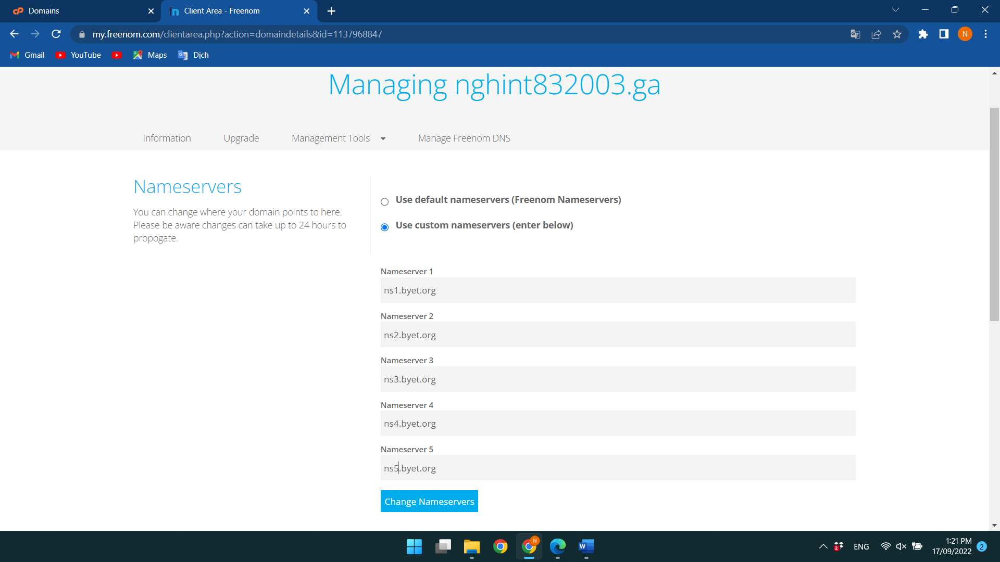 Domains
Client Area - Freenom
my.freenom.com/clientarea.php?action=domaindetails&id=1137968847
N
Gmail
YouTube
Maps
Dịch
Managing nghint832003.ga
Information
Upgrade
Management Tools
Manage Freenom DNS
Nameservers
You can change where your domain points to here.
Please be aware changes can take up to 24 hours to
propogate.
Use default nameservers (Freenom Nameservers)
Use custom nameservers (enter below)
Nameserver 1
ns1.byet.org
Nameserver 2
ns2.byet.org
Nameserver 3
ns3.byet.org
Nameserver 4
ns4.byet.org
Nameserver 5
ns5.byet.org
Change Nameservers
N
W
2
ENG
1:21 PM
17/09/2022
2